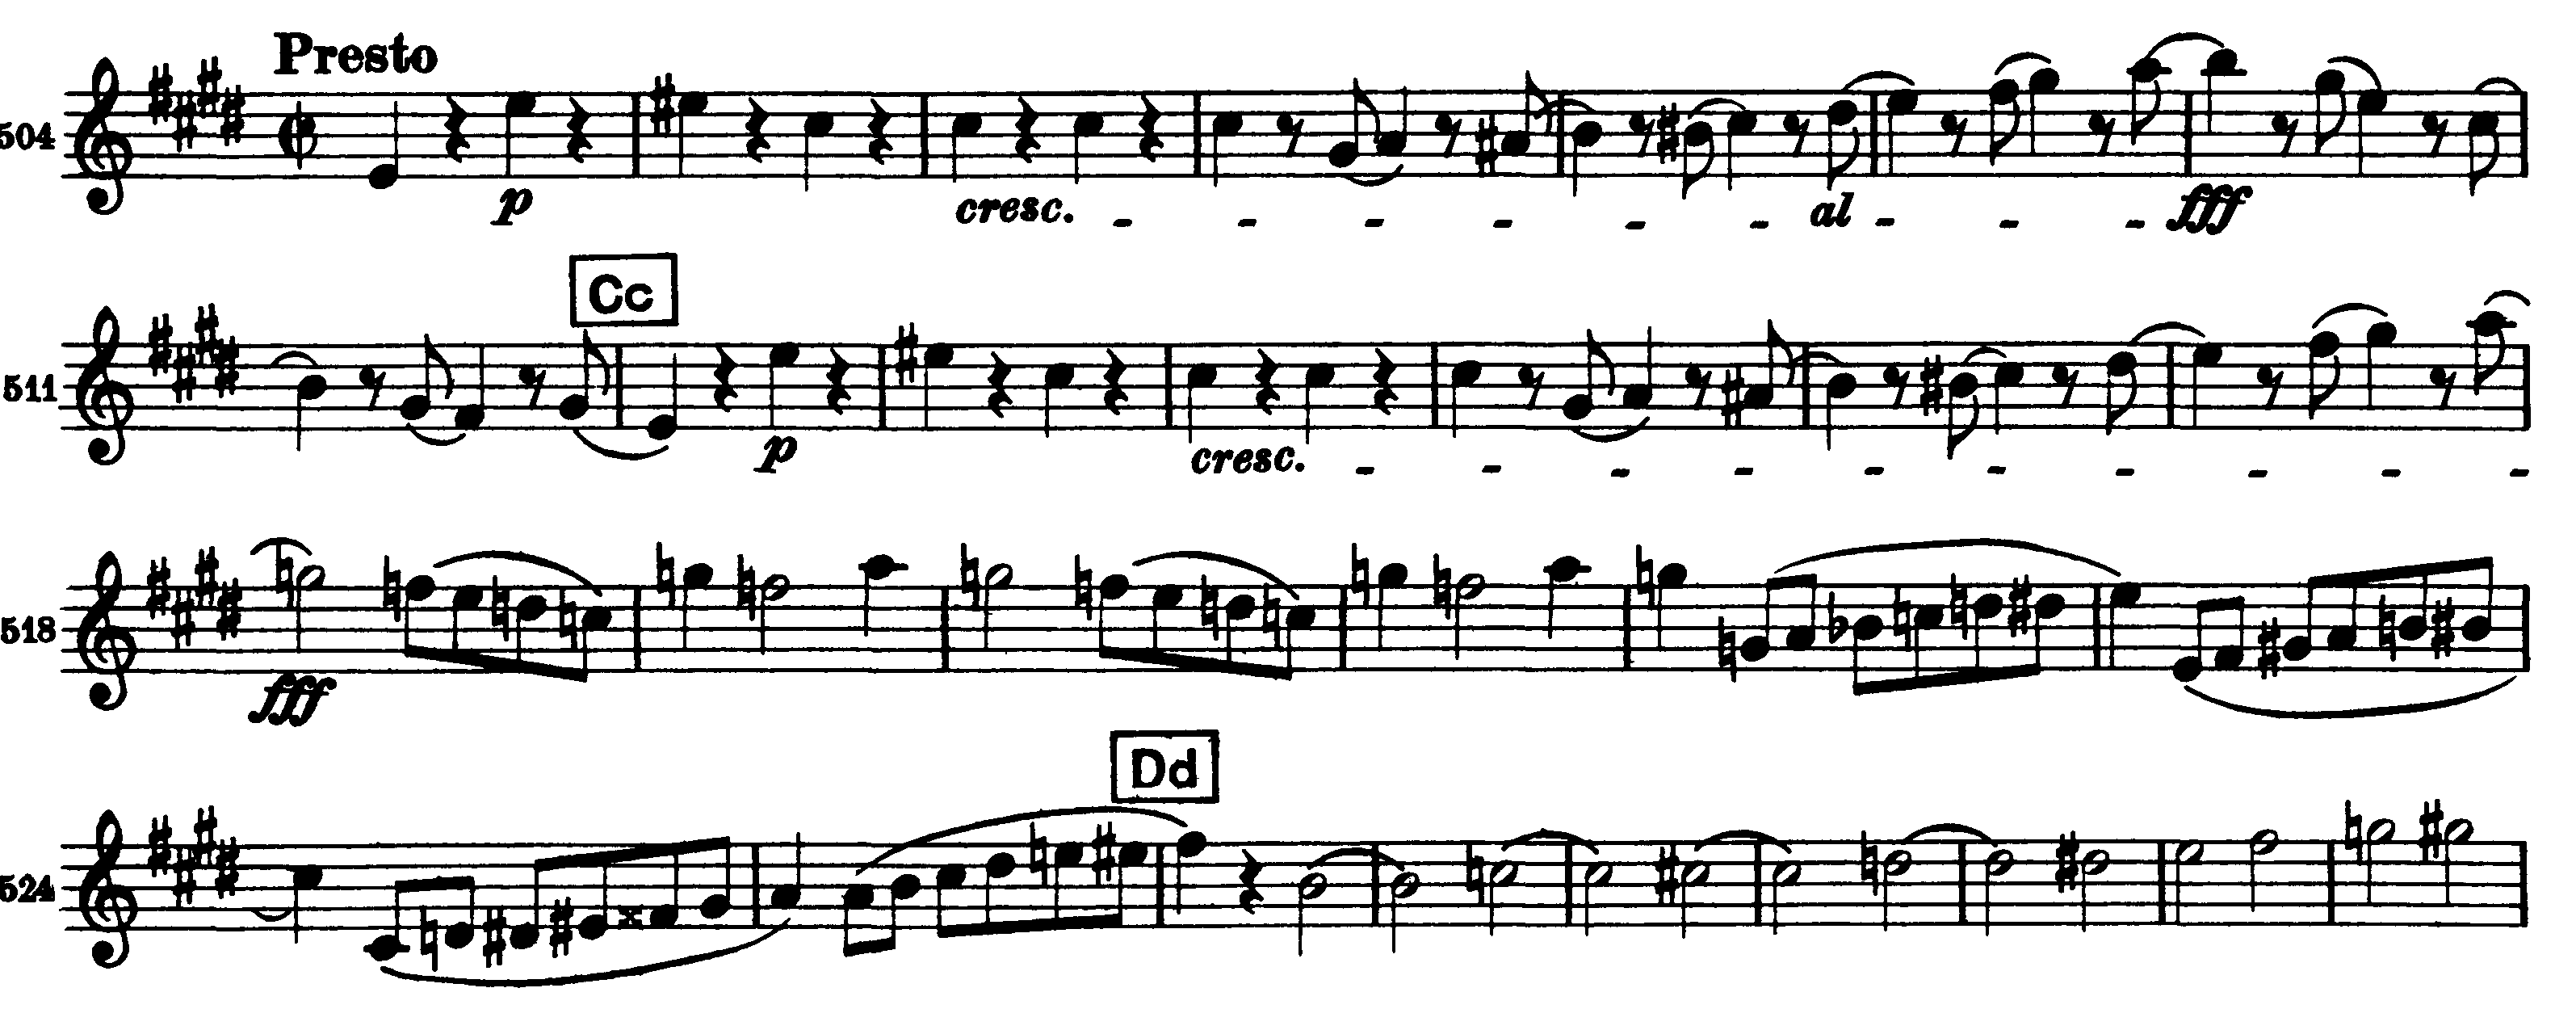 Presto
504
p cresc. - - - - - - al - - - fff
Cc
511
p cresc. - - - - - - - - - -
518
fff
Dd
524